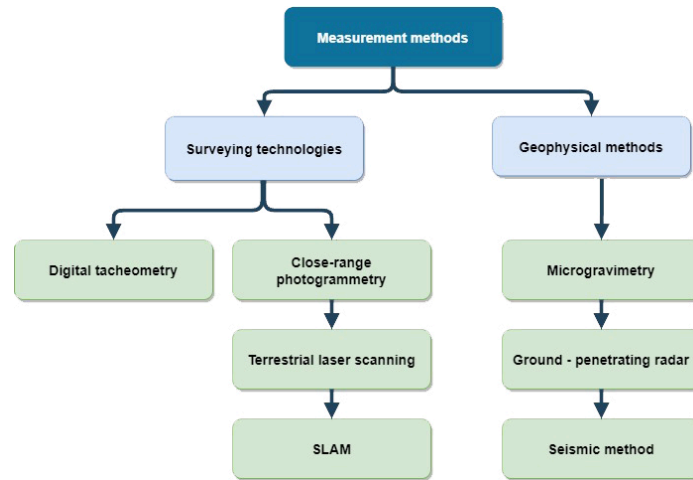 Measurement methods
Surveying technologies
Geophysical methods
Digital tacheometry
Close-range
photogrammetry
Microgravimetry
Terrestrial laser scanning
Ground - penetrating radar
SLAM
Seismic method